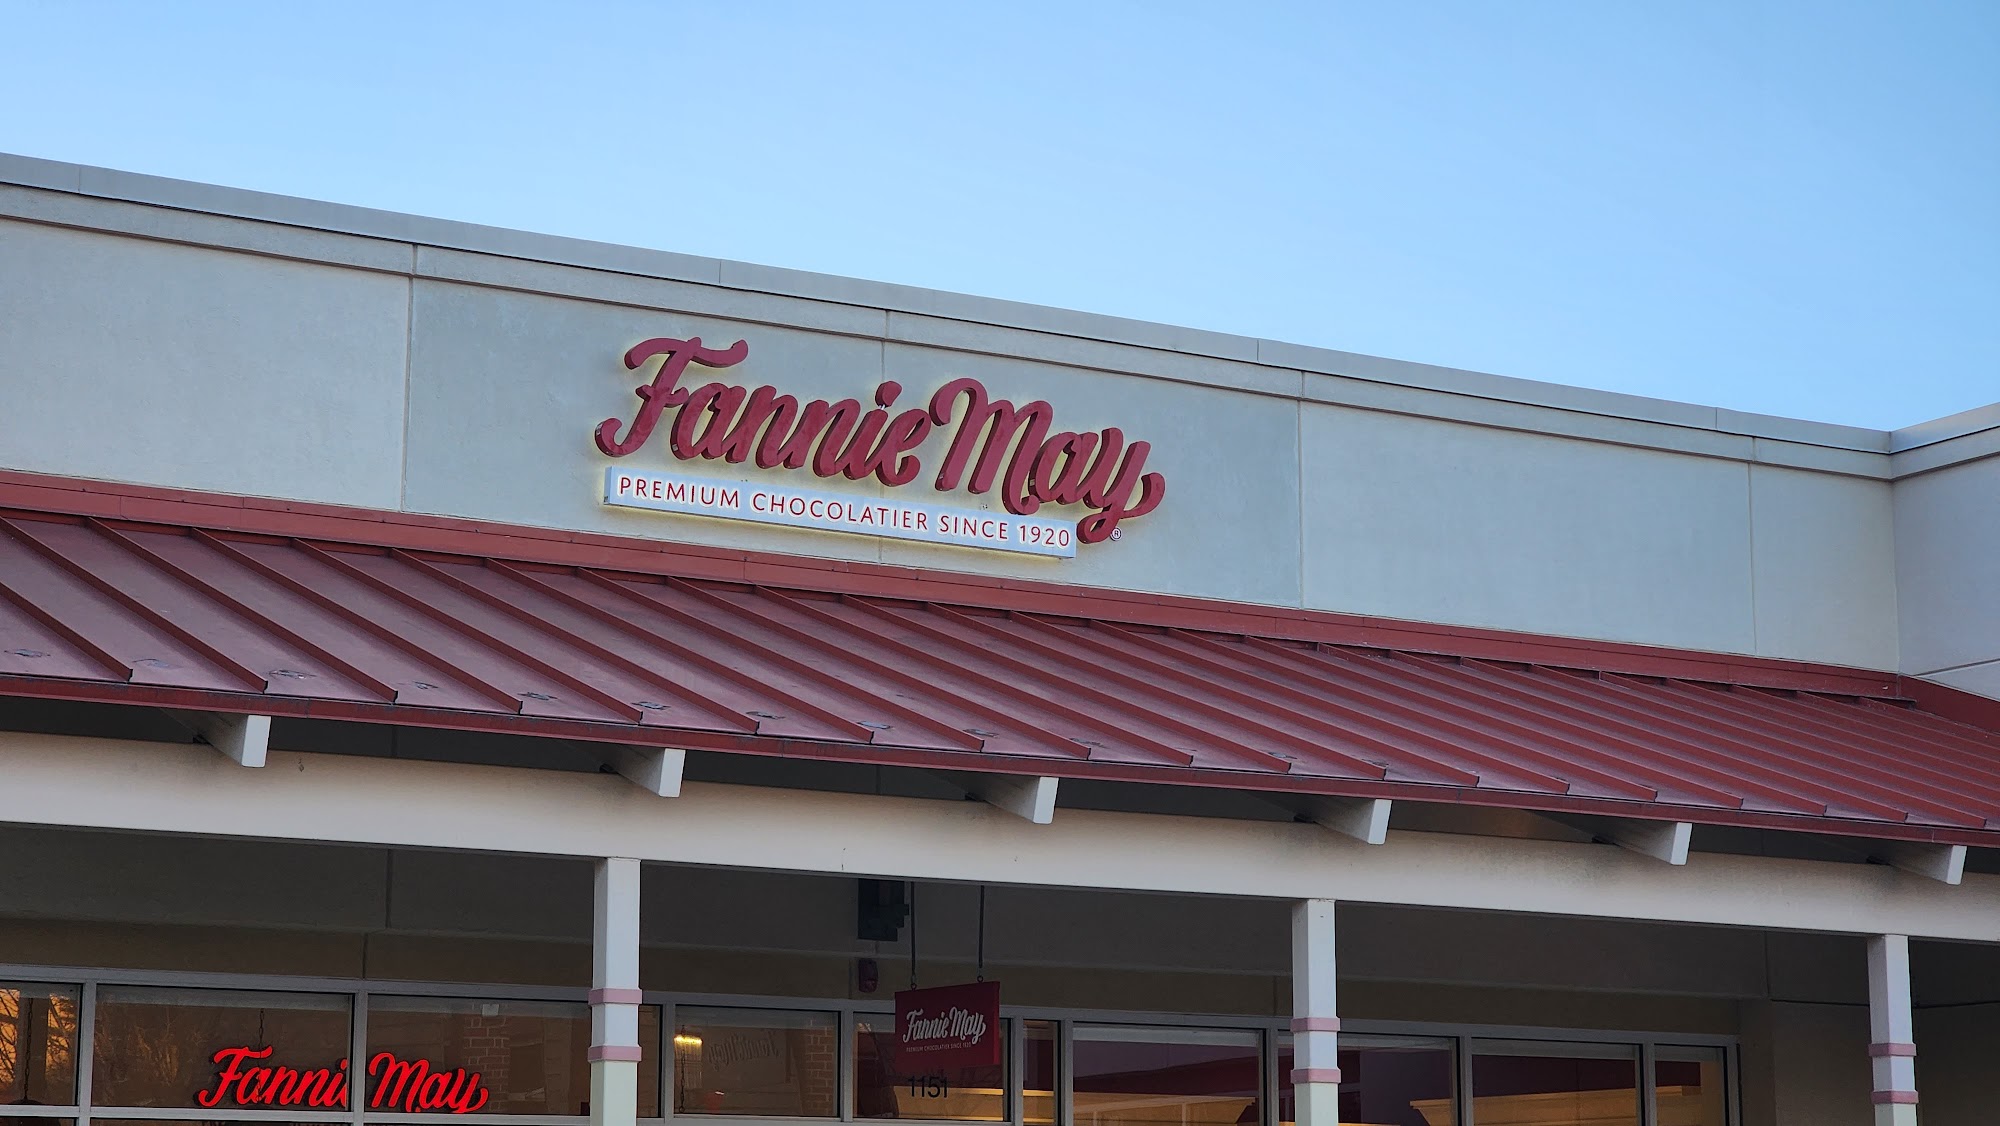 Fannie May
PREMIUM CHOCOLATIER SINCE 1920
®
Fannie May
PREMIUM CHOCOLATIER SINCE 1920
1151
Fannie May